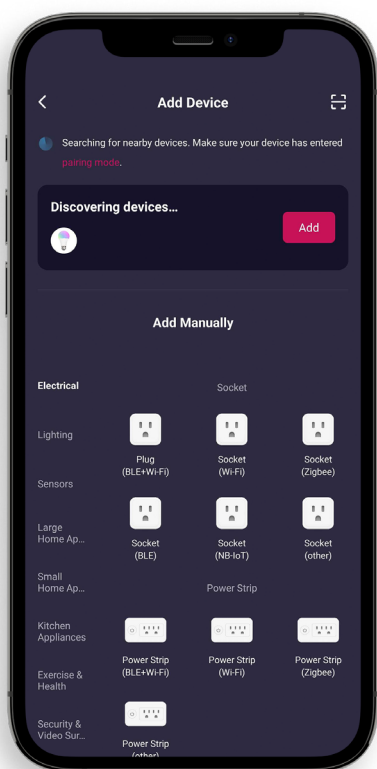 Add Device
Searching for nearby devices. Make sure your device has entered
pairing mode.
Discovering devices...
Add
Add Manually
Electrical
Socket
Lighting
Plug
(BLE+Wi-Fi)
Socket
(Wi-Fi)
Socket
(Zigbee)
Sensors
Large
Home Ap...
Socket
(BLE)
Socket
(NB-IoT)
Socket
(other)
Small
Home Ap...
Power Strip
Kitchen
Appliances
Power Strip
(BLE+Wi-Fi)
Power Strip
(Wi-Fi)
Power Strip
(Zigbee)
Exercise &
Health
Security &
Video Sur...
Power Strip
(other)